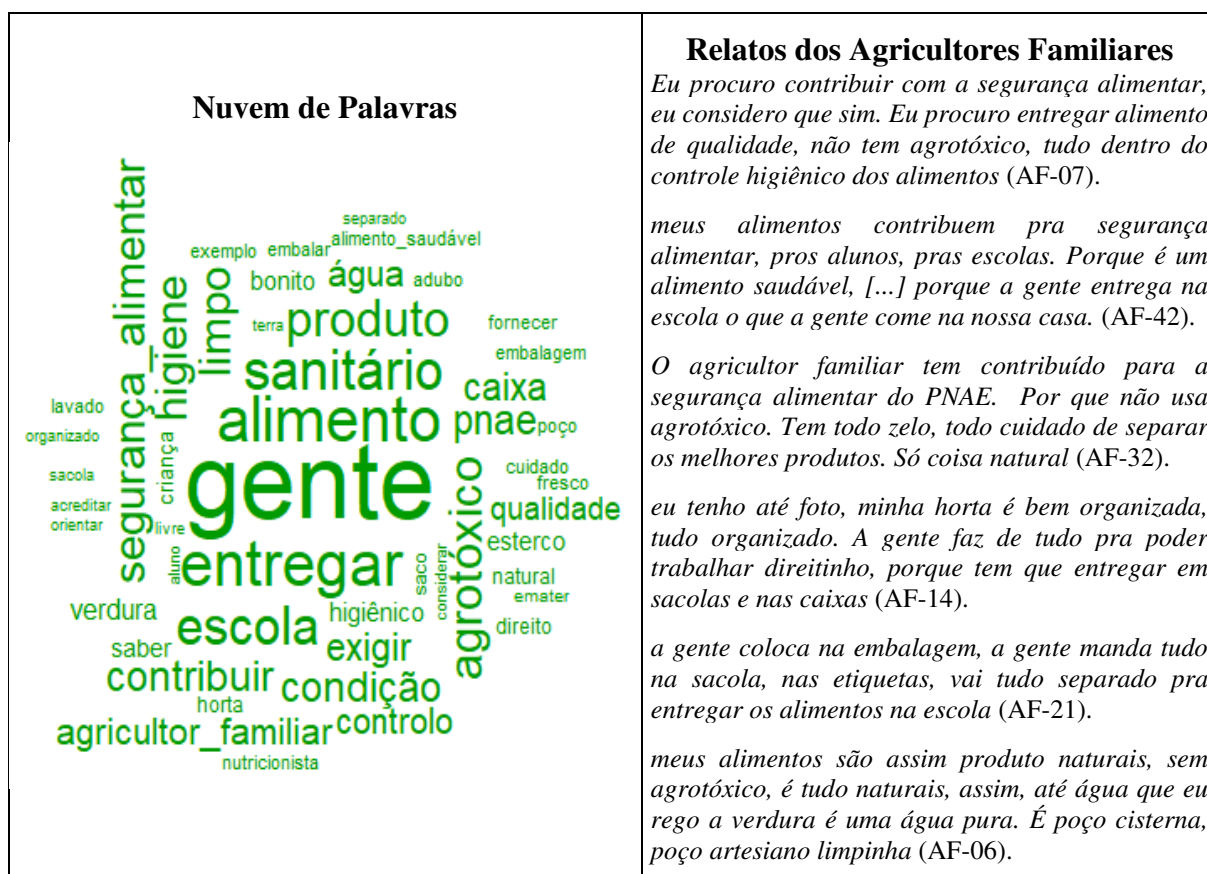 Nuvem de Palavras
segurança_alimentar
higiene
limpo
separado
exemplo embalar alimento_saudável
bonito água adubo
terra produto fornecer
embalagem
sanitário caixa
lavado
alimento pnae poço
organizado
criança
gente
cuidado
fresco
sacola
agrotóxico
qualidade
acreditar
orientar
livre
esterco
aluno
entregar
saco
considerar
natural
emater
verdura
escola
higiênico
direito
saber
exigir
contribuir condição
horta
agricultor_familiar controlo
nutricionista
Relatos dos Agricultores Familiares
Eu procuro contribuir com a segurança alimentar,
eu considero que sim. Eu procuro entregar alimento
de qualidade, não tem agrotóxico, tudo dentro do
controle higiênico dos alimentos (AF-07).
meus alimentos contribuem pra segurança
alimentar, pros alunos, pras escolas. Porque é um
alimento saudável, [...] porque a gente entrega na
escola o que a gente come na nossa casa. (AF-42).
O agricultor familiar tem contribuído para a
segurança alimentar do PNAE. Por que não usa
agrotóxico. Tem todo zelo, todo cuidado de separar
os melhores produtos. Só coisa natural (AF-32).
eu tenho até foto, minha horta é bem organizada,
tudo organizado. A gente faz de tudo pra poder
trabalhar direitinho, porque tem que entregar em
sacolas e nas caixas (AF-14).
a gente coloca na embalagem, a gente manda tudo
na sacola, nas etiquetas, vai tudo separado pra
entregar os alimentos na escola (AF-21).
meus alimentos são assim produto naturais, sem
agrotóxico, é tudo naturais, assim, até água que eu
rego a verdura é uma água pura. É poço cisterna,
poço artesiano limpinha (AF-06).